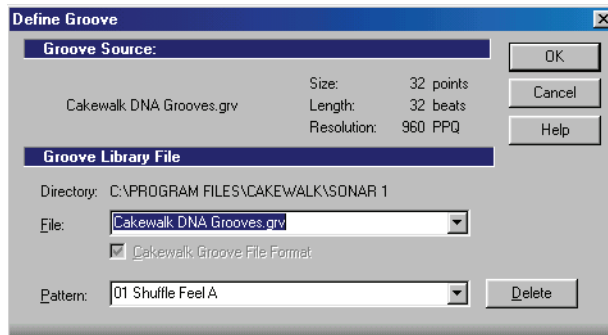 Define Groove
Groove Source:
OK
Size: 32 points
Cakewalk DNA Grooves.grv
Length: 32 beats
Cancel
Resolution: 960 PPQ
Help
Groove Library File
Directory: C:\PROGRAM FILES\CAKEWALK\SONAR 1
File: Cakewalk DNA Grooves.grv
Cakewalk Groove File Format
Pattern: 01 Shuffle Feel A
Delete